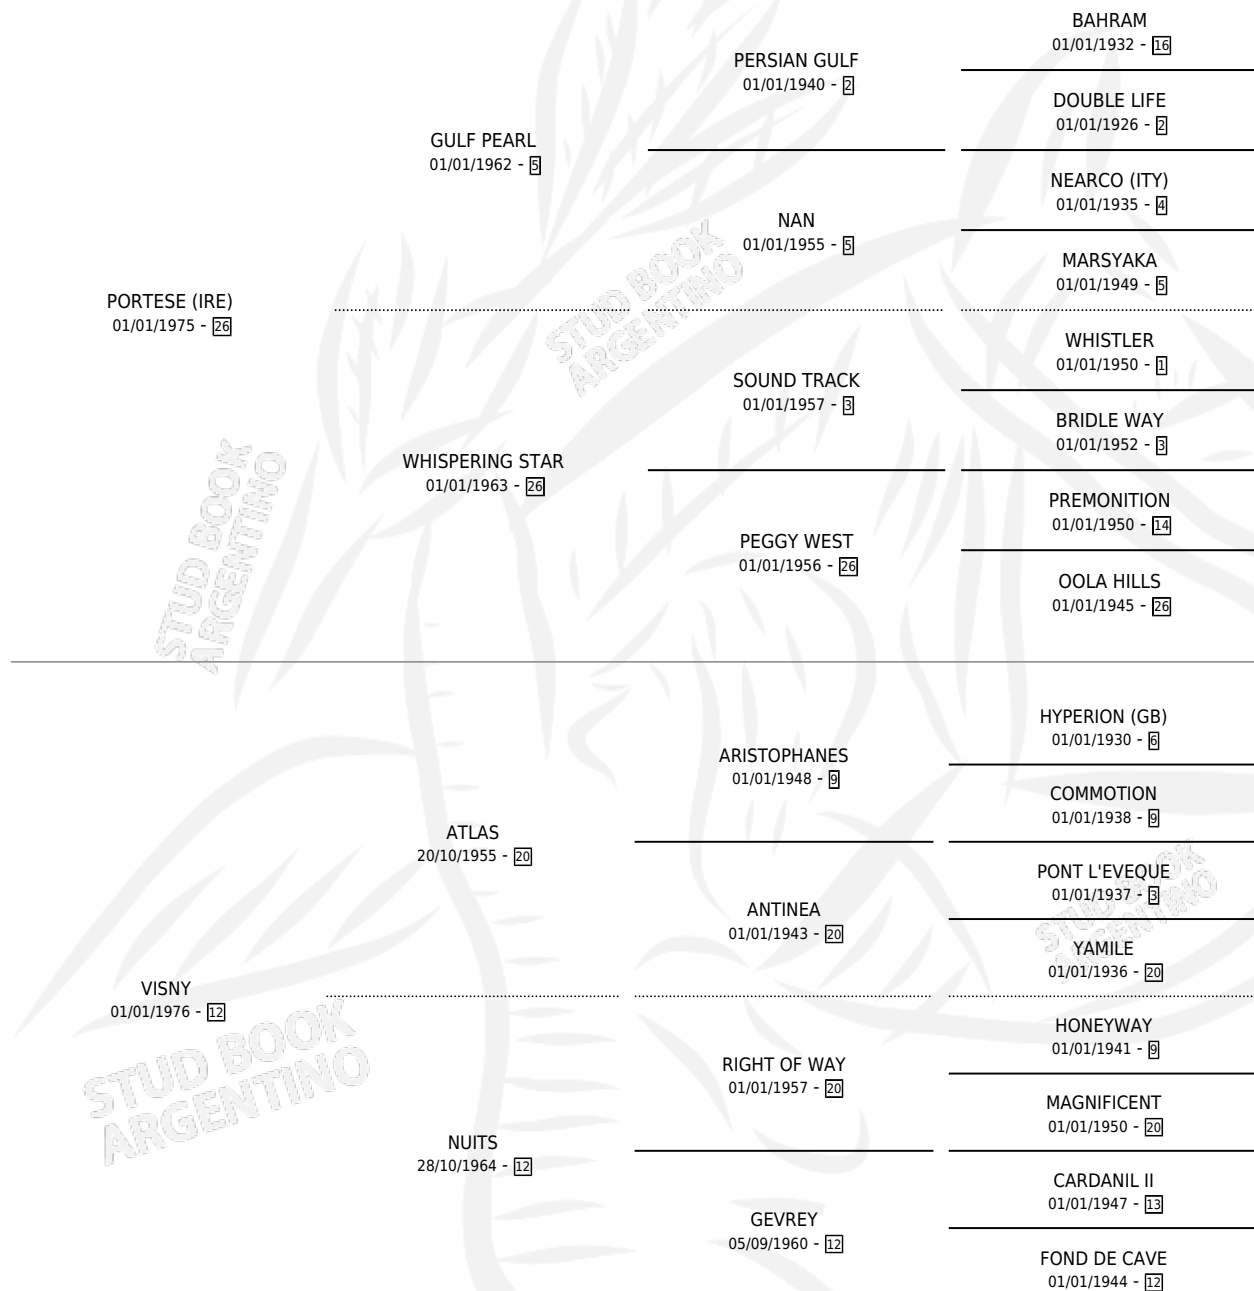 BAHRAM
01/01/1932 - 16
PERSIAN GULF
01/01/1940 - 2
DOUBLE LIFE
01/01/1926 - 2
GULF PEARL
01/01/1962 - 5
NEARCO (ITY)
01/01/1935 - 4
NAN
01/01/1955 - 5
MARSYAKA
01/01/1949 - 5
PORTESE (IRE)
01/01/1975 - 26
WHISTLER
01/01/1950 - 1
SOUND TRACK
01/01/1957 - 3
BRIDLE WAY
01/01/1952 - 3
WHISPERING STAR
01/01/1963 - 26
PREMONITION
01/01/1950 - 14
PEGGY WEST
01/01/1956 - 26
OOLA HILLS
01/01/1945 - 26
HYPERION (GB)
01/01/1930 - 6
ARISTOPHANES
01/01/1948 - 9
COMMOTION
01/01/1938 - 9
ATLAS
20/10/1955 - 20
PONT L'EVEQUE
01/01/1937 - 3
ANTINEA
01/01/1943 - 20
YAMILE
01/01/1936 - 20
VISNY
01/01/1976 - 12
HONEYWAY
01/01/1941 - 9
RIGHT OF WAY
01/01/1957 - 20
MAGNIFICENT
01/01/1950 - 20
NUITS
28/10/1964 - 12
CARDANIL II
01/01/1947 - 13
GEVREY
05/09/1960 - 12
FOND DE CAVE
01/01/1944 - 12
STUD BOOK
ARGENTINO
STUD BOOK
ARGENTINO
STUD BOOK
ARGENTINO
STUD BOOK
ARGENTINO